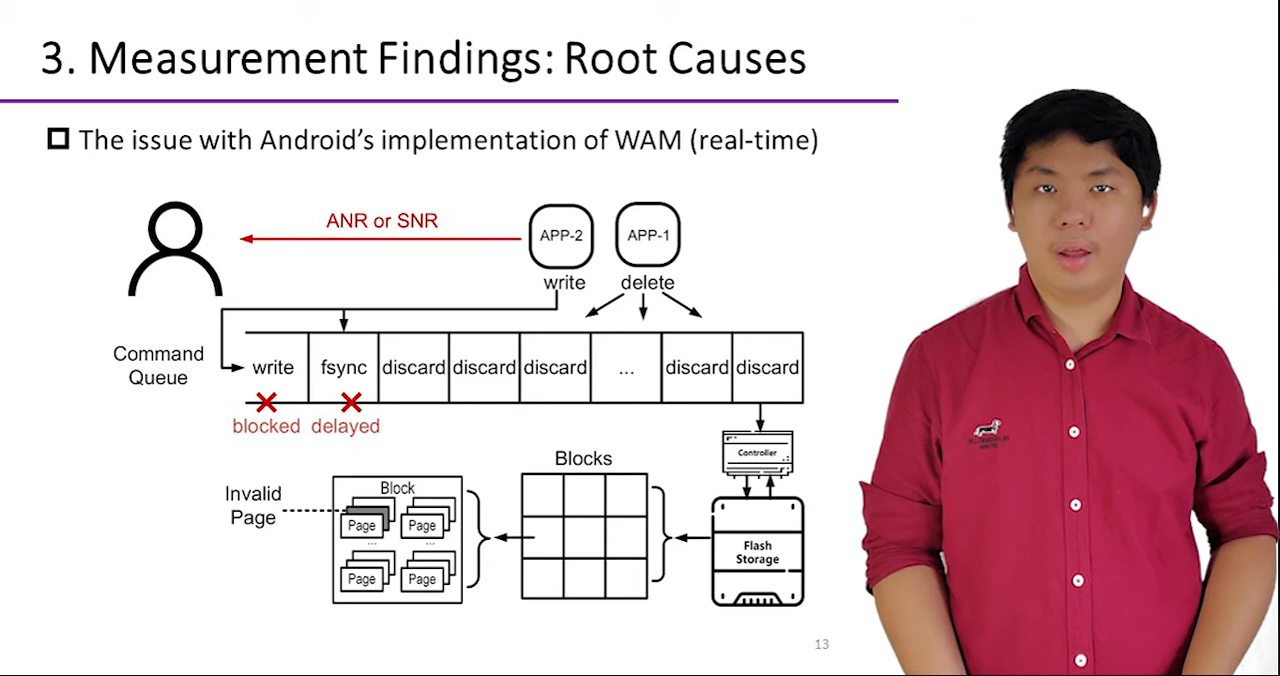 3. Measurement Findings: Root Causes
The issue with Android's implementation of WAM (real-time)
ANR or SNR
APP-2
APP-1
write
delete
Command
Queue
write
fsync
discard
discard
discard
...
discard
discard
blocked
delayed
Controller
Blocks
Invalid
Page
Block
Page
Page
...
...
Page
Page
Flash
Storage
13